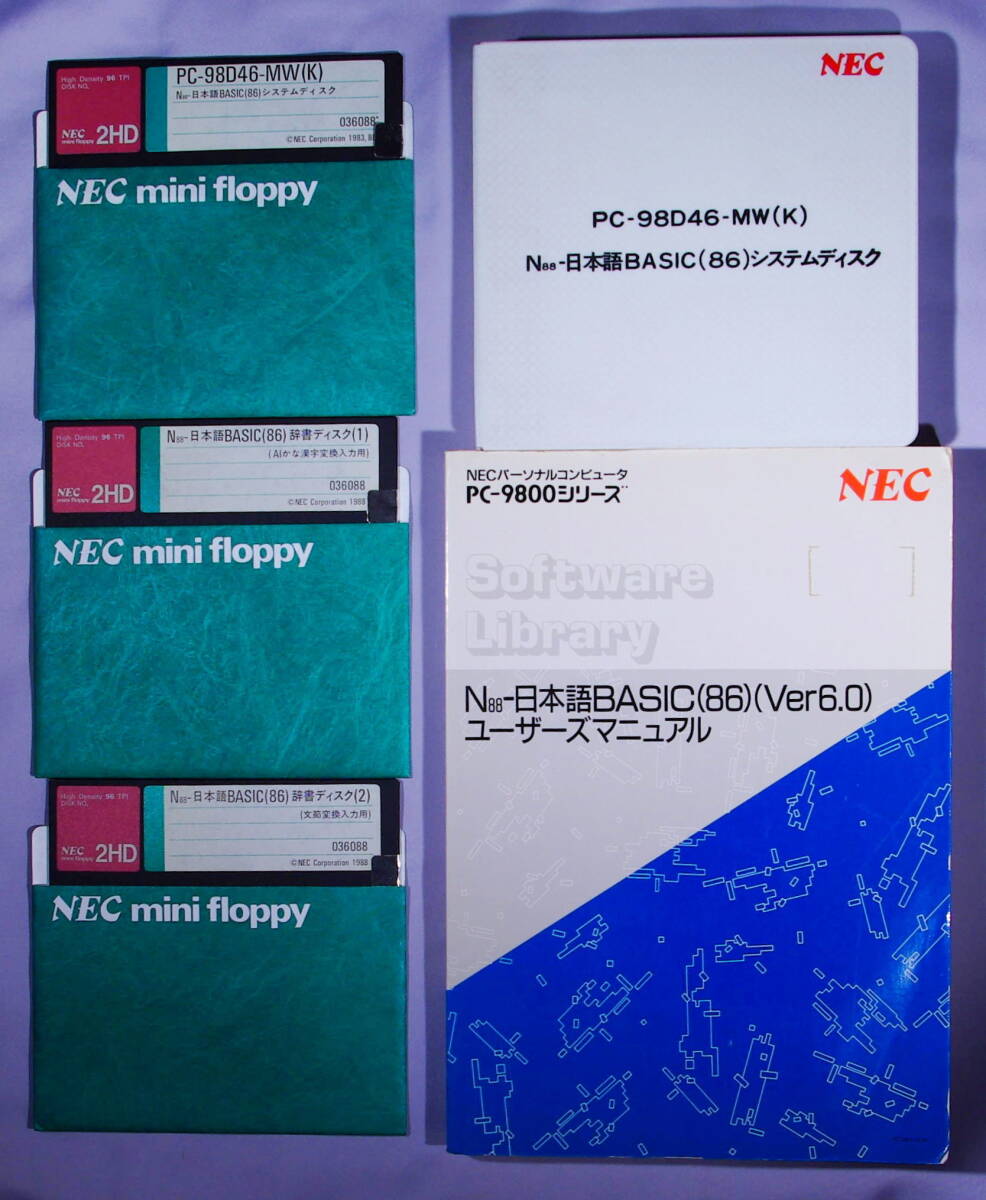 High Density 96 TPI
DISK NO.
NEC
mini floppy 2HD
PC-98D46-MW(K)
N88-日本語BASIC(86)システムディスク
036088
©NEC Corporation 1983, 8
NEC mini floppy
High Density 96 TPI
DISK NO.
NEC
mini floppy 2HD
N88-日本語BASIC(86) 辞書ディスク(1)
(AIかな漢字変換入力用)
036088
©NEC Corporation 1988
NEC mini floppy
High Density 96 TPI
DISK NO.
NEC
mini floppy 2HD
N88-日本語BASIC(86) 辞書ディスク(2)
(文節変換入力用)
036088
©NEC Corporation 1988
NEC mini floppy
NEC
PC-98D46-MW(K)
N88-日本語BASIC(86)システムディスク
NECパーソナルコンピュータ
PC-9800シリーズ
NEC
Software
Library
N88-日本語BASIC(86)(Ver6.0)
ユーザーズマニュアル